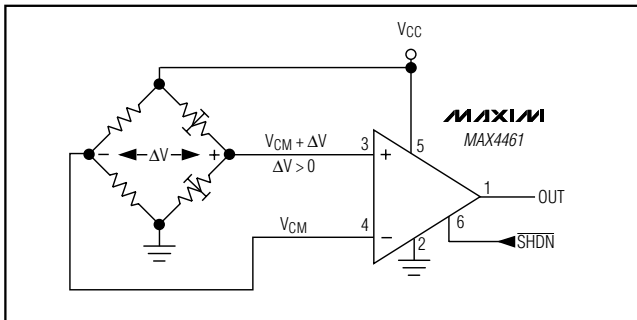 VCC
MAXIM
MAX4461
VCM + ΔV
ΔV > 0
3
+
5
− ΔV +
1
OUT
VCM
4
−
2
6
SHDN